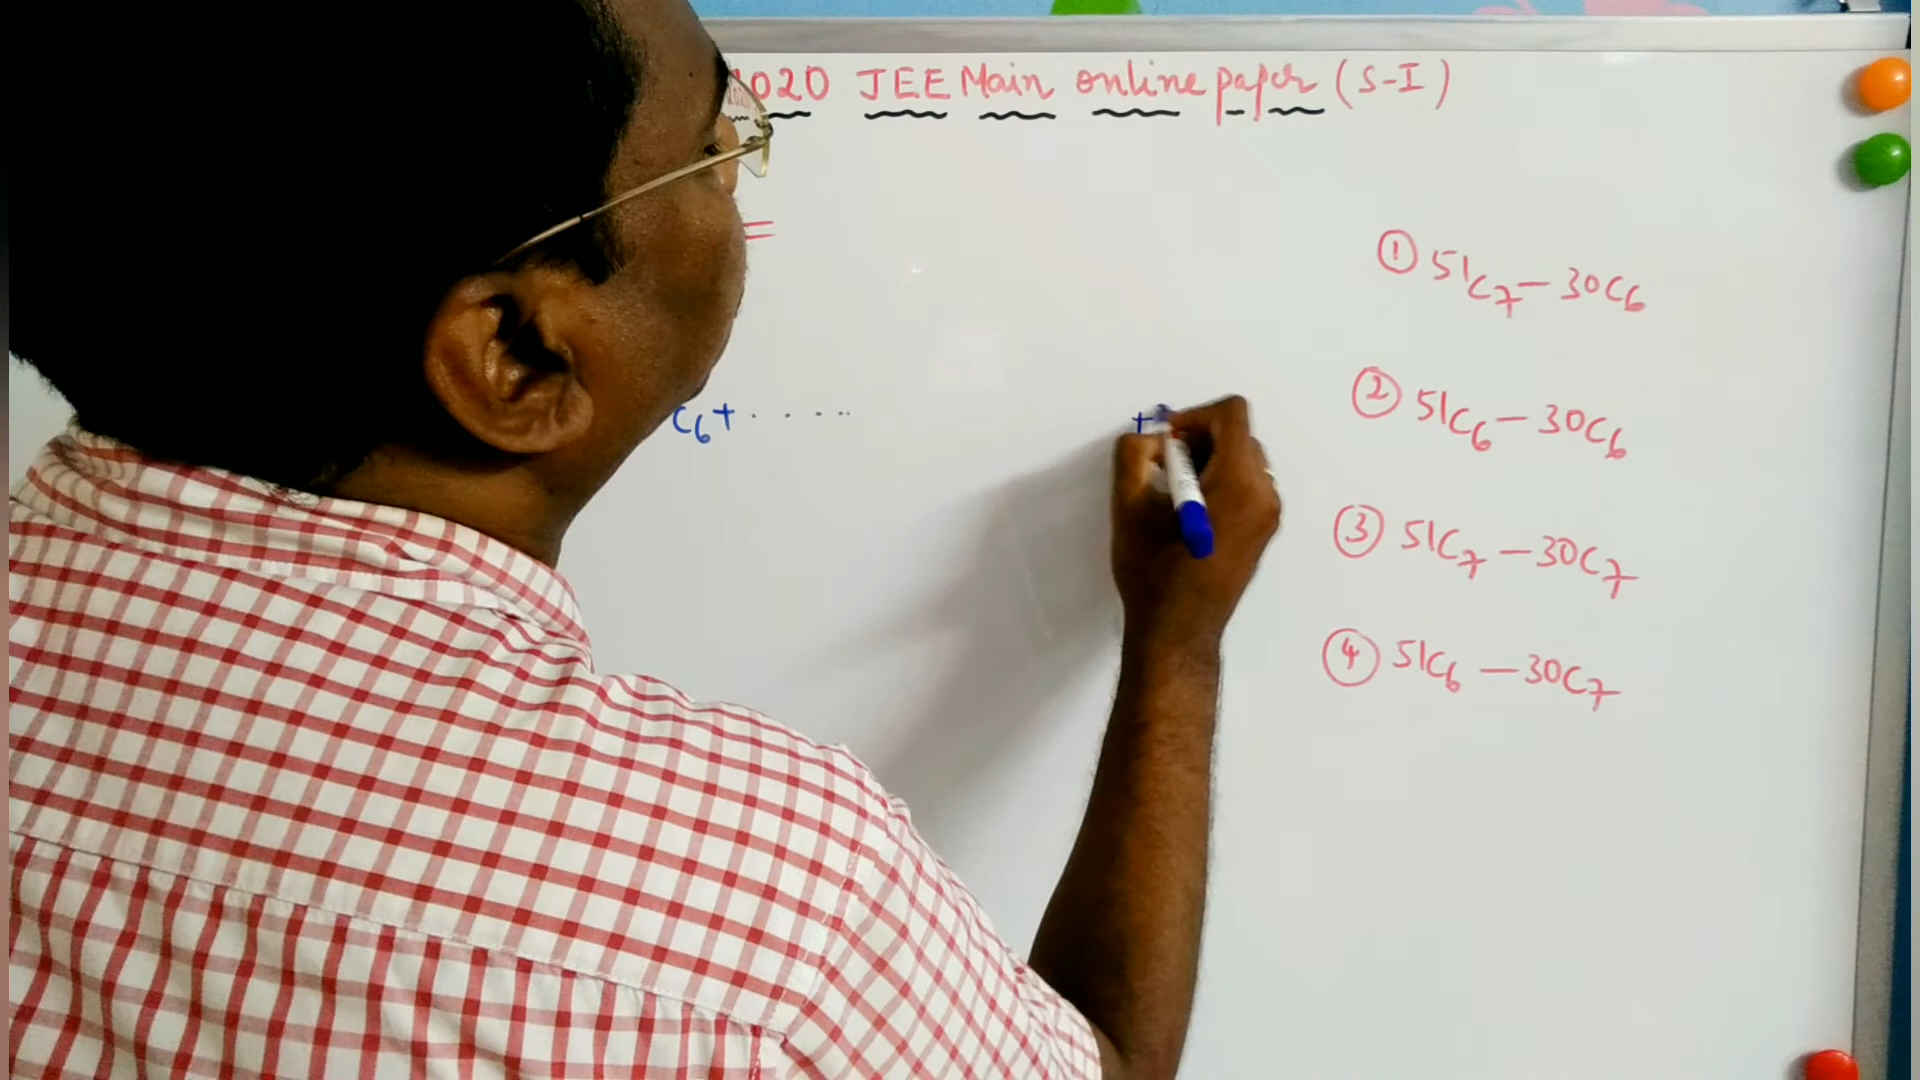 2020 JEE Main online paper (S-I)
=
① 51C7 - 30C6
C6 + · · · · · +
② 51C6 - 30C6
③ 51C7 - 30C7
④ 51C6 - 30C7